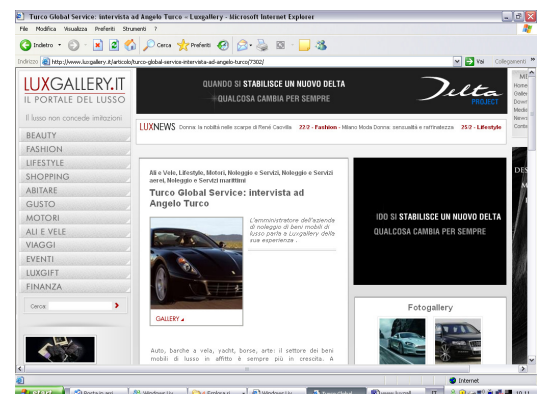 Turco Global Service: intervista ad Angelo Turco – Luxgallery - Microsoft Internet Explorer
File Modifica Visualizza Preferiti Strumenti ?
Indietro Cerca Preferiti
Indirizzo http://www.luxgallery.it/articolo/turco-global-service-intervista-ad-angelo-turco(7302/ Vai Collegamenti
LUXGALLERY.IT
IL PORTALE DEL LUSSO
Il lusso non concede imitazioni
BEAUTY
FASHION
LIFESTYLE
SHOPPING
ABITARE
GUSTO
MOTORI
ALI E VELE
VIAGGI
EVENTI
LUXGIFT
FINANZA
Cerca:
QUANDO SI STABILISCE UN NUOVO DELTA
QUALCOSA CAMBIA PER SEMPRE
Delta
PROJECT
LUXNEWS Donna: la nobiltà nelle scarpe di René Caovilla 22/2 - Fashion - Milano Moda Donna: sensualità e raffinatezza 25/2 - Lifestyle
Ali e Vele, Lifestyle, Motori, Noleggio e Servizi, Noleggio e Servizi
aerei, Noleggio e Servizi marittimi
Turco Global Service: intervista ad
Angelo Turco
L'amministratore dell'azienda
di noleggio di beni mobili di
lusso parla a Luxgallery della
sua esperienza .
GALLERY
Auto, barche a vela, yacht, borse, arte: il settore dei beni
mobili di lusso in affitto è sempre più in crescita. A
IDO SI STABILISCE UN NUOVO DELTA
QUALCOSA CAMBIA PER SEMPRE
Fotogallery
Home
Internet
start
Turco Global
IT
10.11